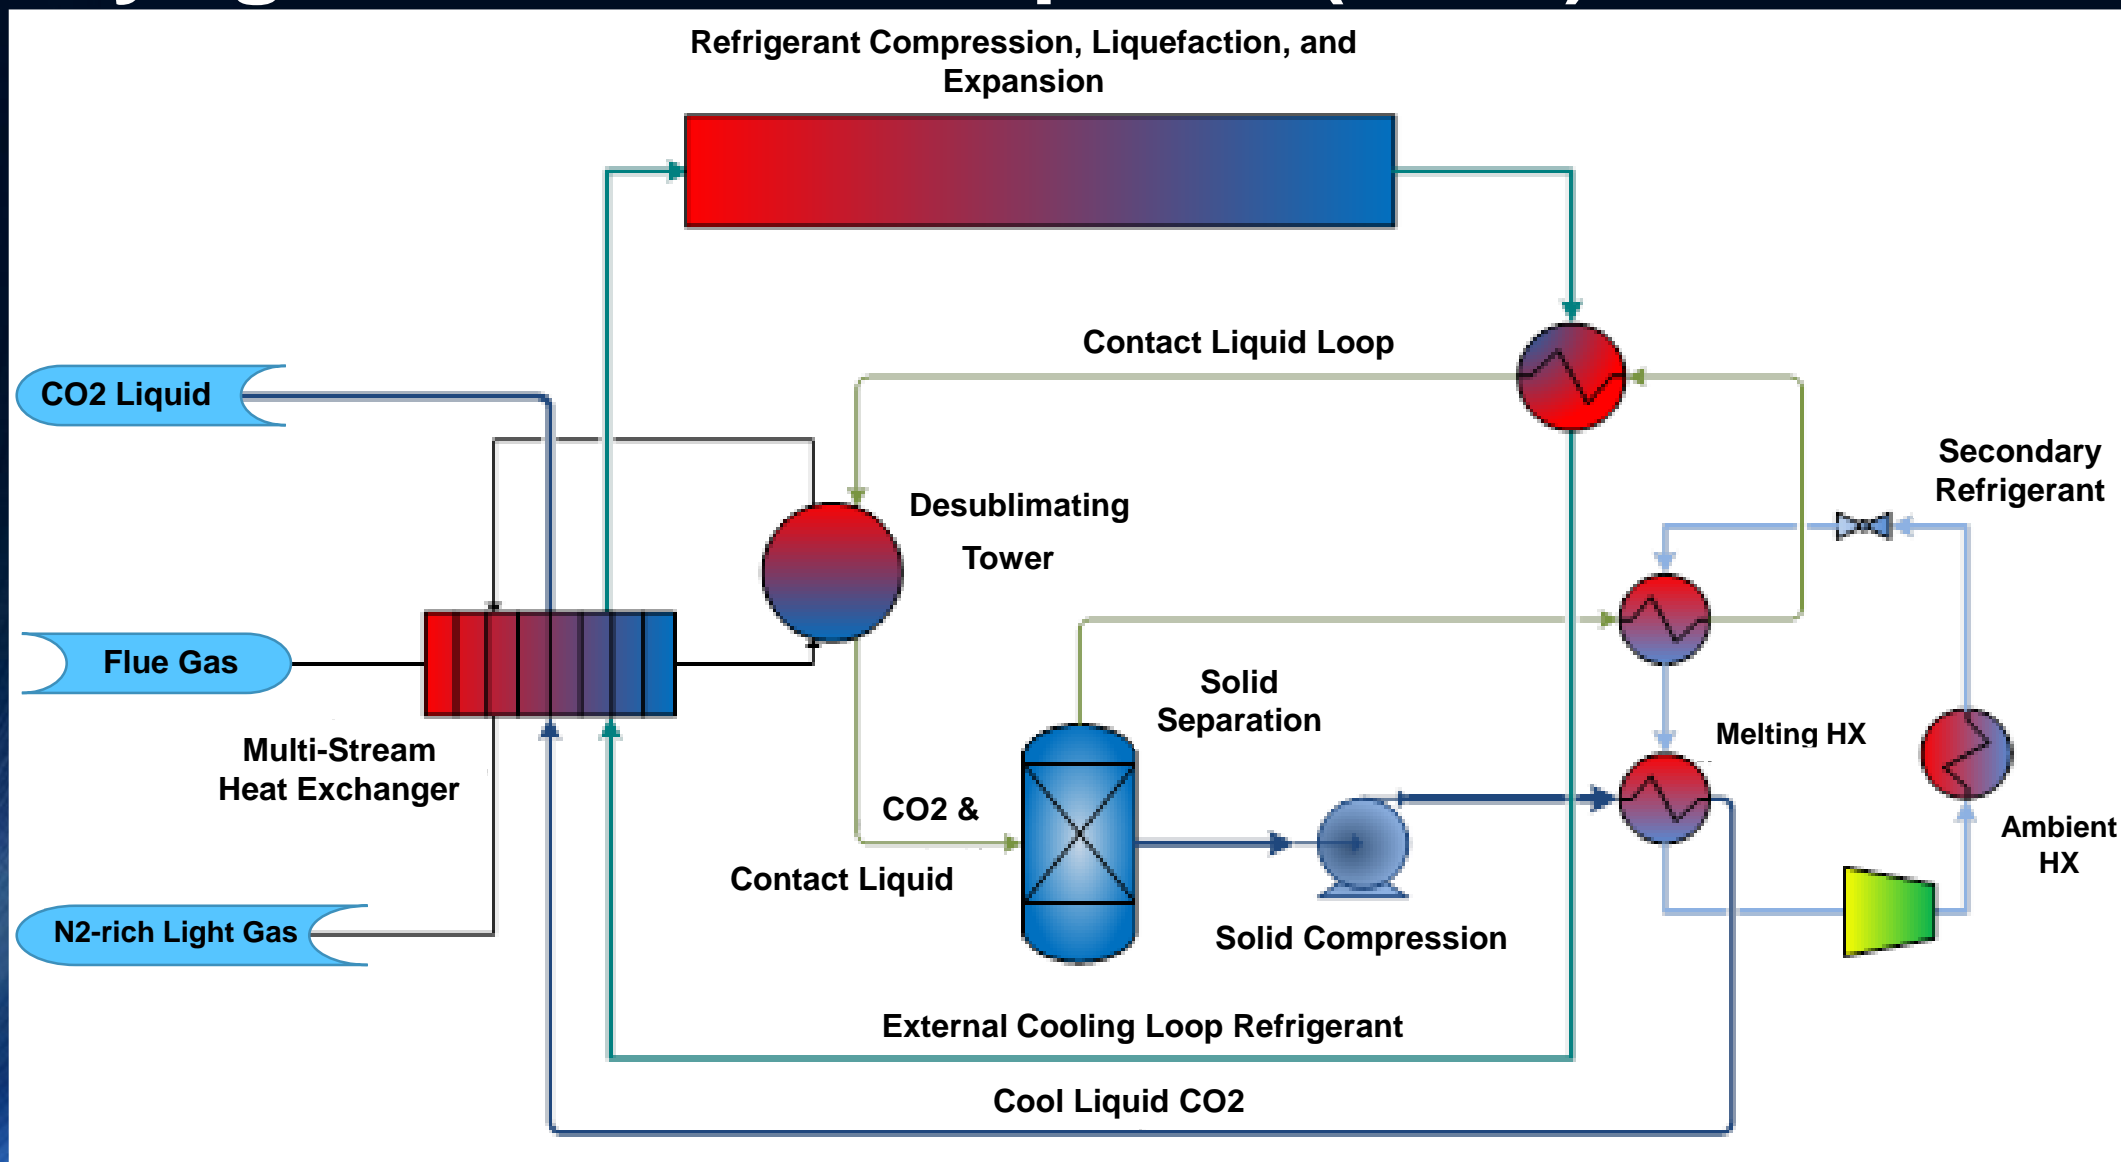 Refrigerant Compression, Liquefaction, and
Expansion
Contact Liquid Loop
CO2 Liquid
Secondary
Refrigerant
Desublimating
Tower
Flue Gas
Solid
Separation
Multi-Stream
Heat Exchanger
Melting HX
CO2 &
Contact Liquid
Ambient
HX
N2-rich Light Gas
Solid Compression
External Cooling Loop Refrigerant
Cool Liquid CO2